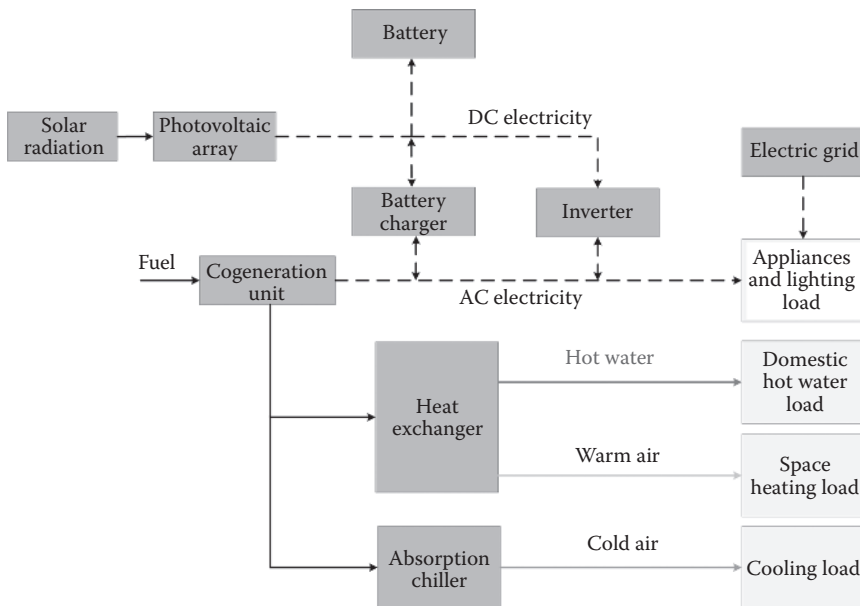 Battery
DC electricity
Solar
radiation
Photovoltaic
array
Electric grid
Battery
charger
Inverter
Fuel
Cogeneration
unit
AC electricity
Appliances
and lighting
load
Hot water
Domestic
hot water
load
Heat
exchanger
Warm air
Space
heating load
Cold air
Absorption
chiller
Cooling load